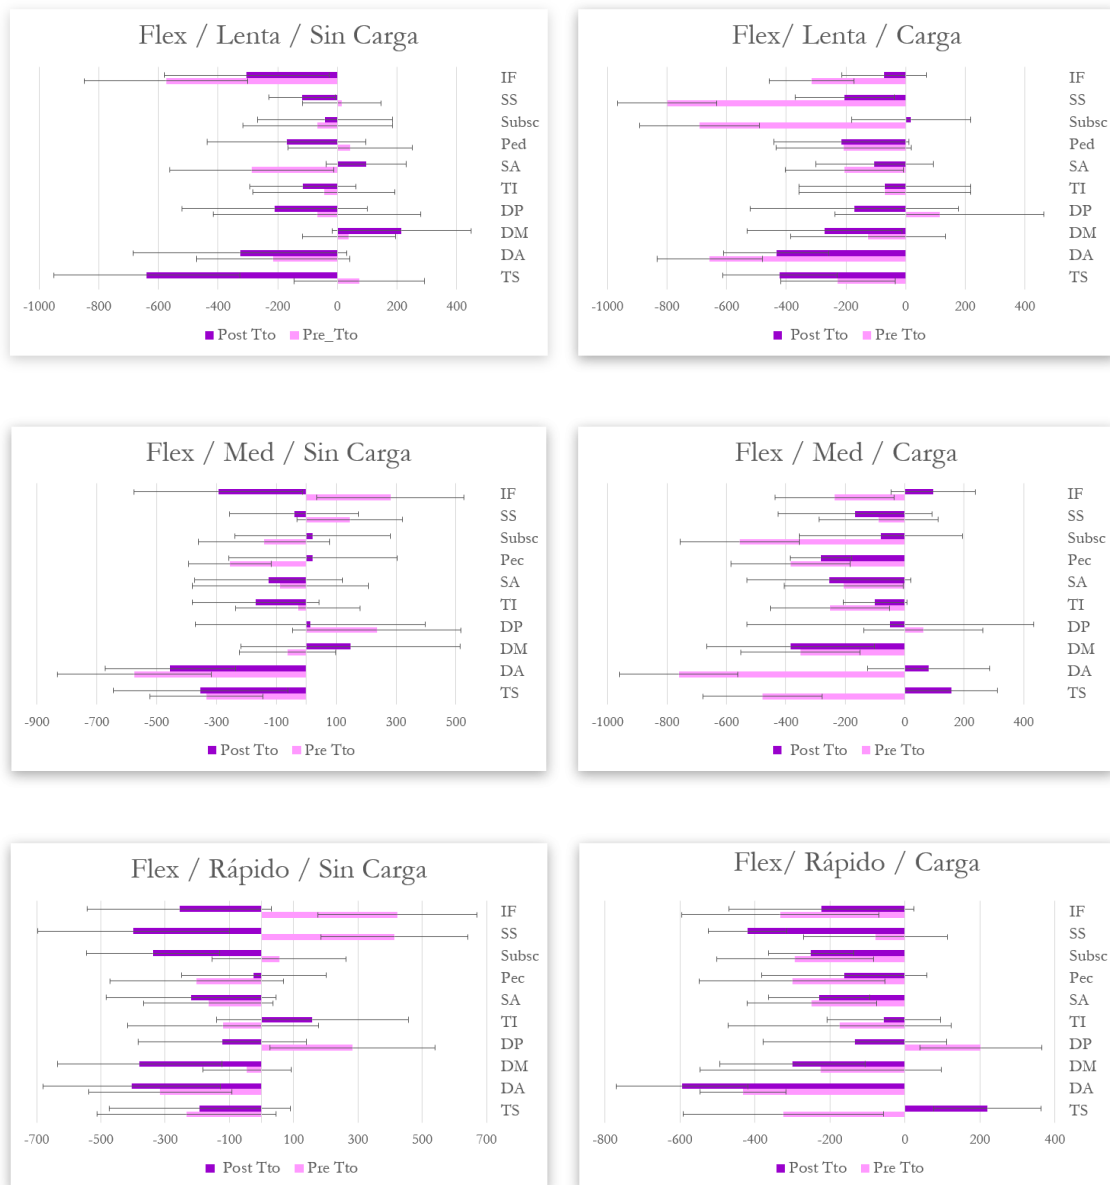 Flex / Lenta / Sin Carga
IF
SS
Subsc
Ped
SA
TI
DP
DM
DA
TS
-1000 -800 -600 -400 -200 0 200 400
Post Tto Pre_Tto
Flex/ Lenta / Carga
IF
SS
Subsc
Ped
SA
TI
DP
DM
DA
TS
-1000 -800 -600 -400 -200 0 200 400
Post Tto Pre Tto
Flex / Med / Sin Carga
IF
SS
Subsc
Pec
SA
TI
DP
DM
DA
TS
-900 -700 -500 -300 -100 100 300 500
Post Tto Pre Tto
Flex / Med / Carga
IF
SS
Subsc
Pec
SA
TI
DP
DM
DA
TS
-1000 -800 -600 -400 -200 0 200 400
Post Tto Pre Tto
Flex / Rápido / Sin Carga
IF
SS
Subsc
Pec
SA
TI
DP
DM
DA
TS
-700 -500 -300 -100 100 300 500 700
Post Tto Pre Tto
Flex/ Rápido / Carga
IF
SS
Subsc
Pec
SA
TI
DP
DM
DA
TS
-800 -600 -400 -200 0 200 400
Post Tto Pre Tto